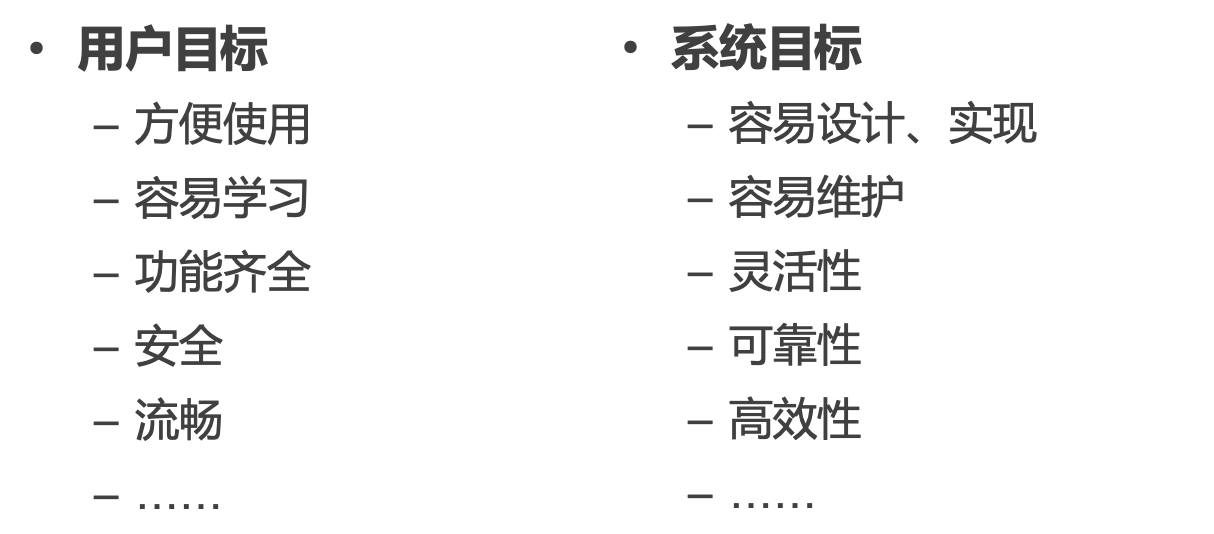 • 用户目标
– 方便使用
– 容易学习
– 功能齐全
– 安全
– 流畅
– ……
• 系统目标
– 容易设计、实现
– 容易维护
– 灵活性
– 可靠性
– 高效性
– ……